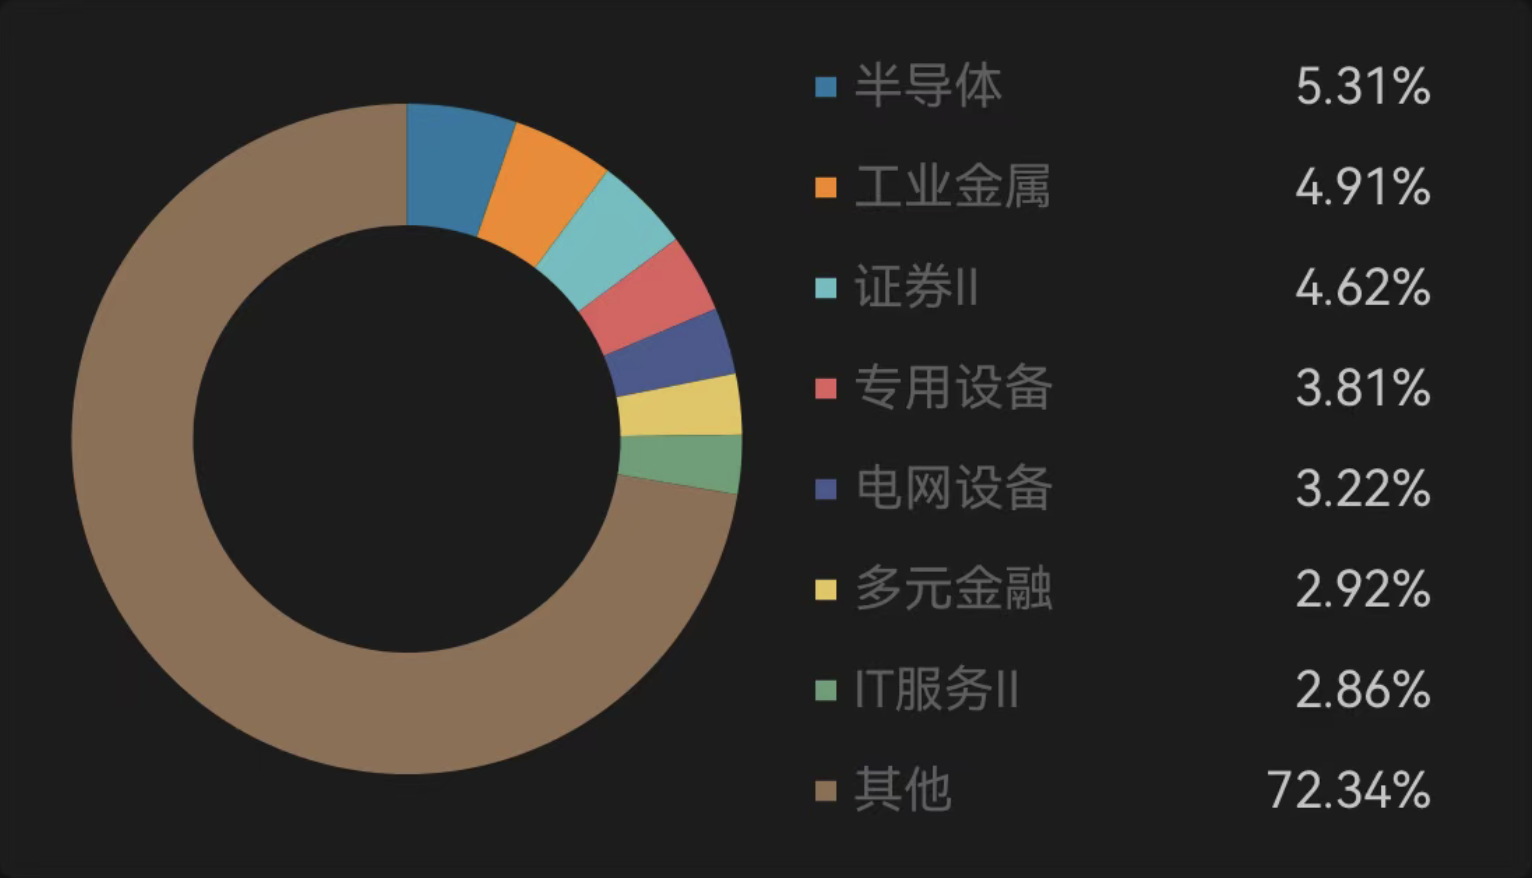 半导体 5.31%
工业金属 4.91%
证券II 4.62%
专用设备 3.81%
电网设备 3.22%
多元金融 2.92%
IT服务II 2.86%
其他 72.34%